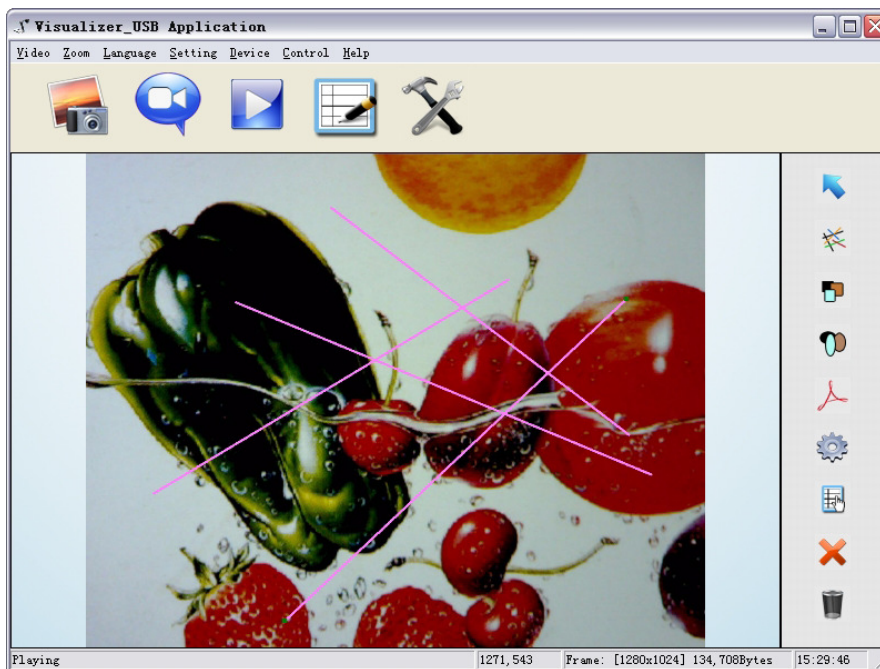 Visualizer_USB Application
Video Zoom Language Setting Device Control Help
Playing 1271,543 Frame: [1280x1024] 134,708Bytes 15:29:46